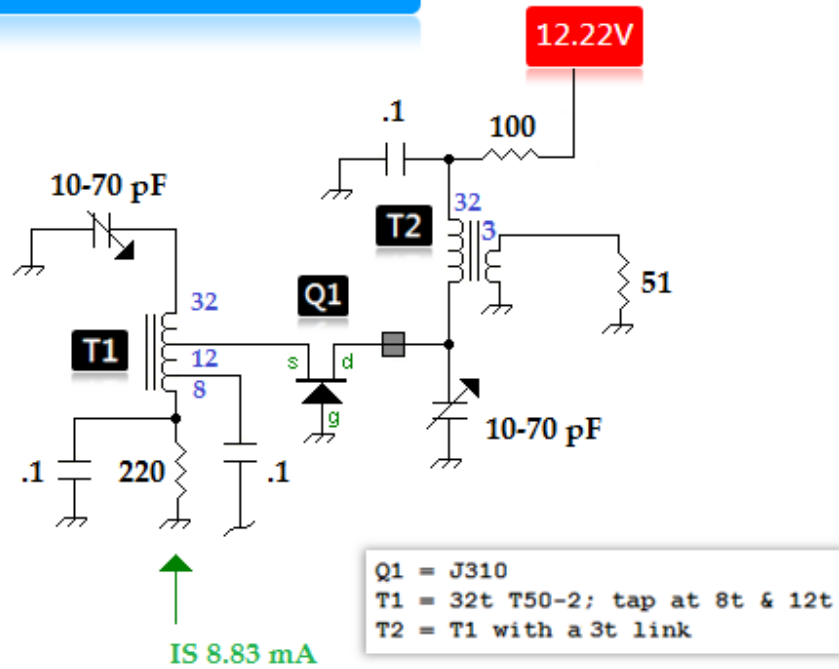 12.22V
.1
100
10-70 pF
32
T2
3
51
32
Q1
T1
12
s
d
8
g
10-70 pF
.1
220
.1
Q1 = J310
T1 = 32t T50-2; tap at 8t & 12t
T2 = T1 with a 3t link
IS 8.83 mA